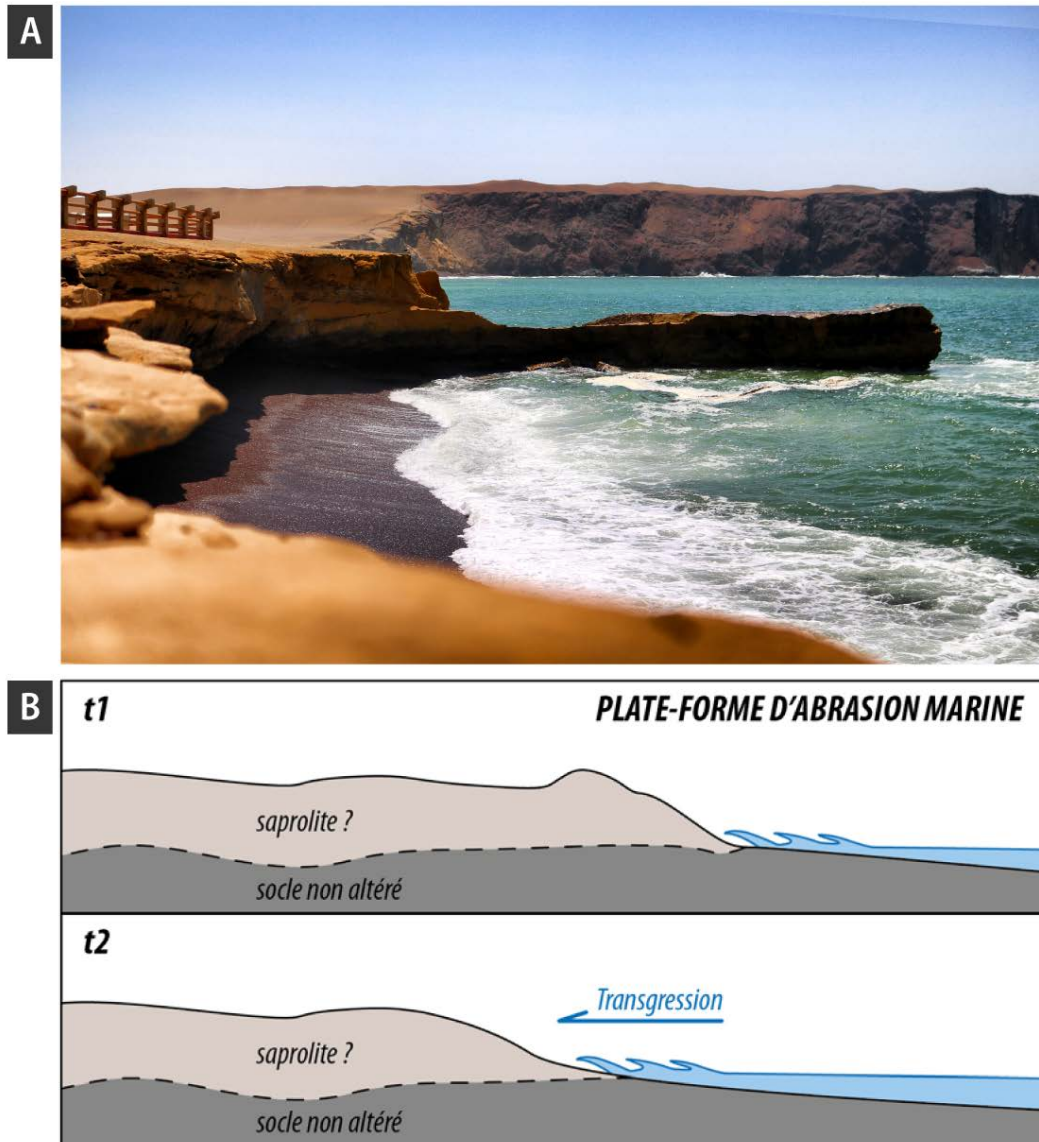 A
B
t1
PLATE-FORME D'ABRASION MARINE
saprolite ?
socle non altéré
t2
Transgression
saprolite ?
socle non altéré